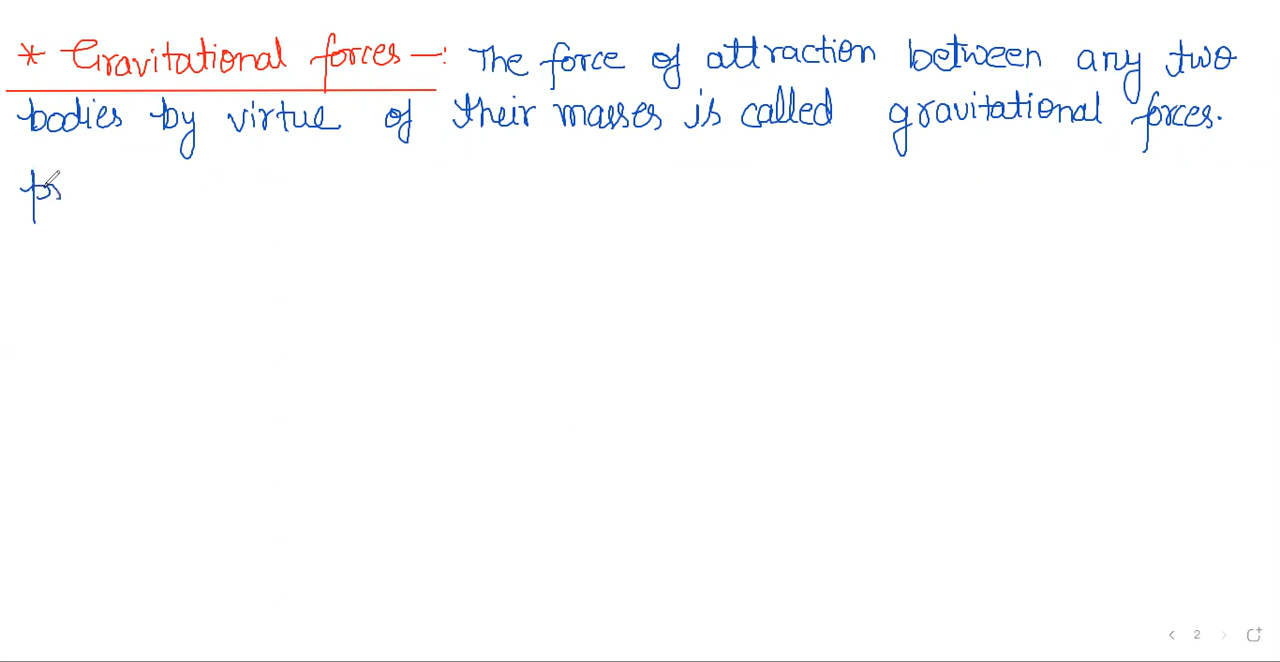 * Gravitational forces -: The force of attraction between any two
bodies by virtue of their masses is called gravitational forces.
2